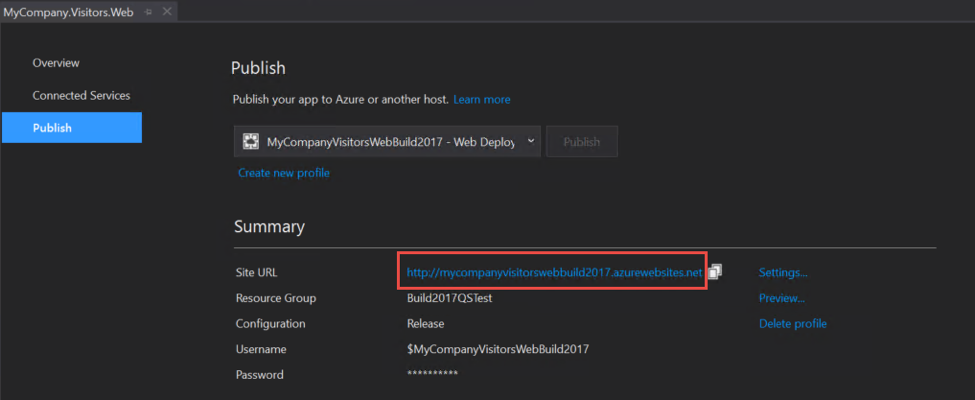 MyCompany.Visitors.Web
Overview
Connected Services
Publish
Publish
Publish your app to Azure or another host. Learn more
MyCompanyVisitorsWebBuild2017 - Web Deploy
Publish
Create new profile
Summary
Site URL http://mycompanyvisitorswebbuild2017.azurewebsites.net Settings...
Resource Group Build2017QSTest Preview...
Configuration Release Delete profile
Username $MyCompanyVisitorsWebBuild2017
Password **********